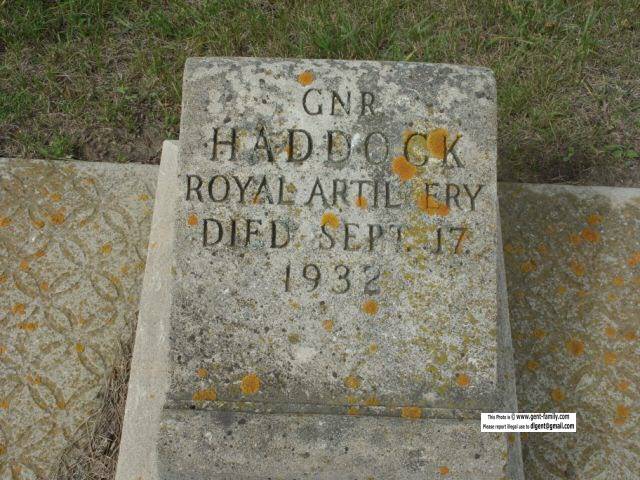 GNR
HADDOCK
ROYAL ARTILLERY
DIED SEPT. 17.
1932
This Photo is © www.gent-family.com
Please report illegal use to dlgent@gmail.com